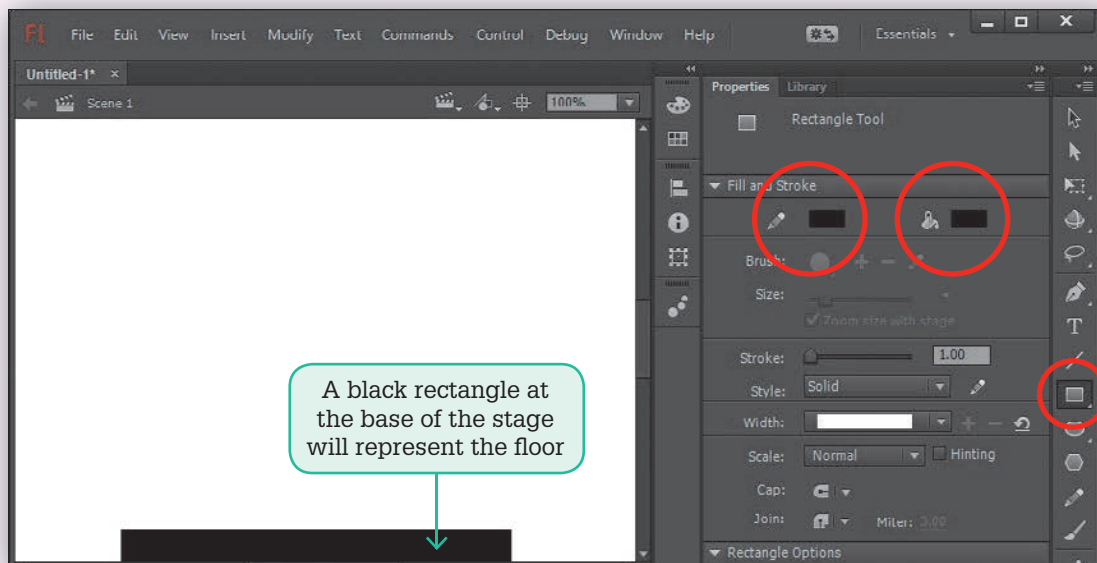 Fl File Edit View Insert Modify Text Commands Control Debug Window Help Essentials
Untitled-1* ×
Scene 1 100%
Properties Library
Rectangle Tool
Fill and Stroke
Brush:
Size:
Zoom size with stage
Stroke: 1.00
Style: Solid
Width:
Scale: Normal Hinting
Cap:
Join: Miter: 3.00
Rectangle Options
T
A black rectangle at
the base of the stage
will represent the floor